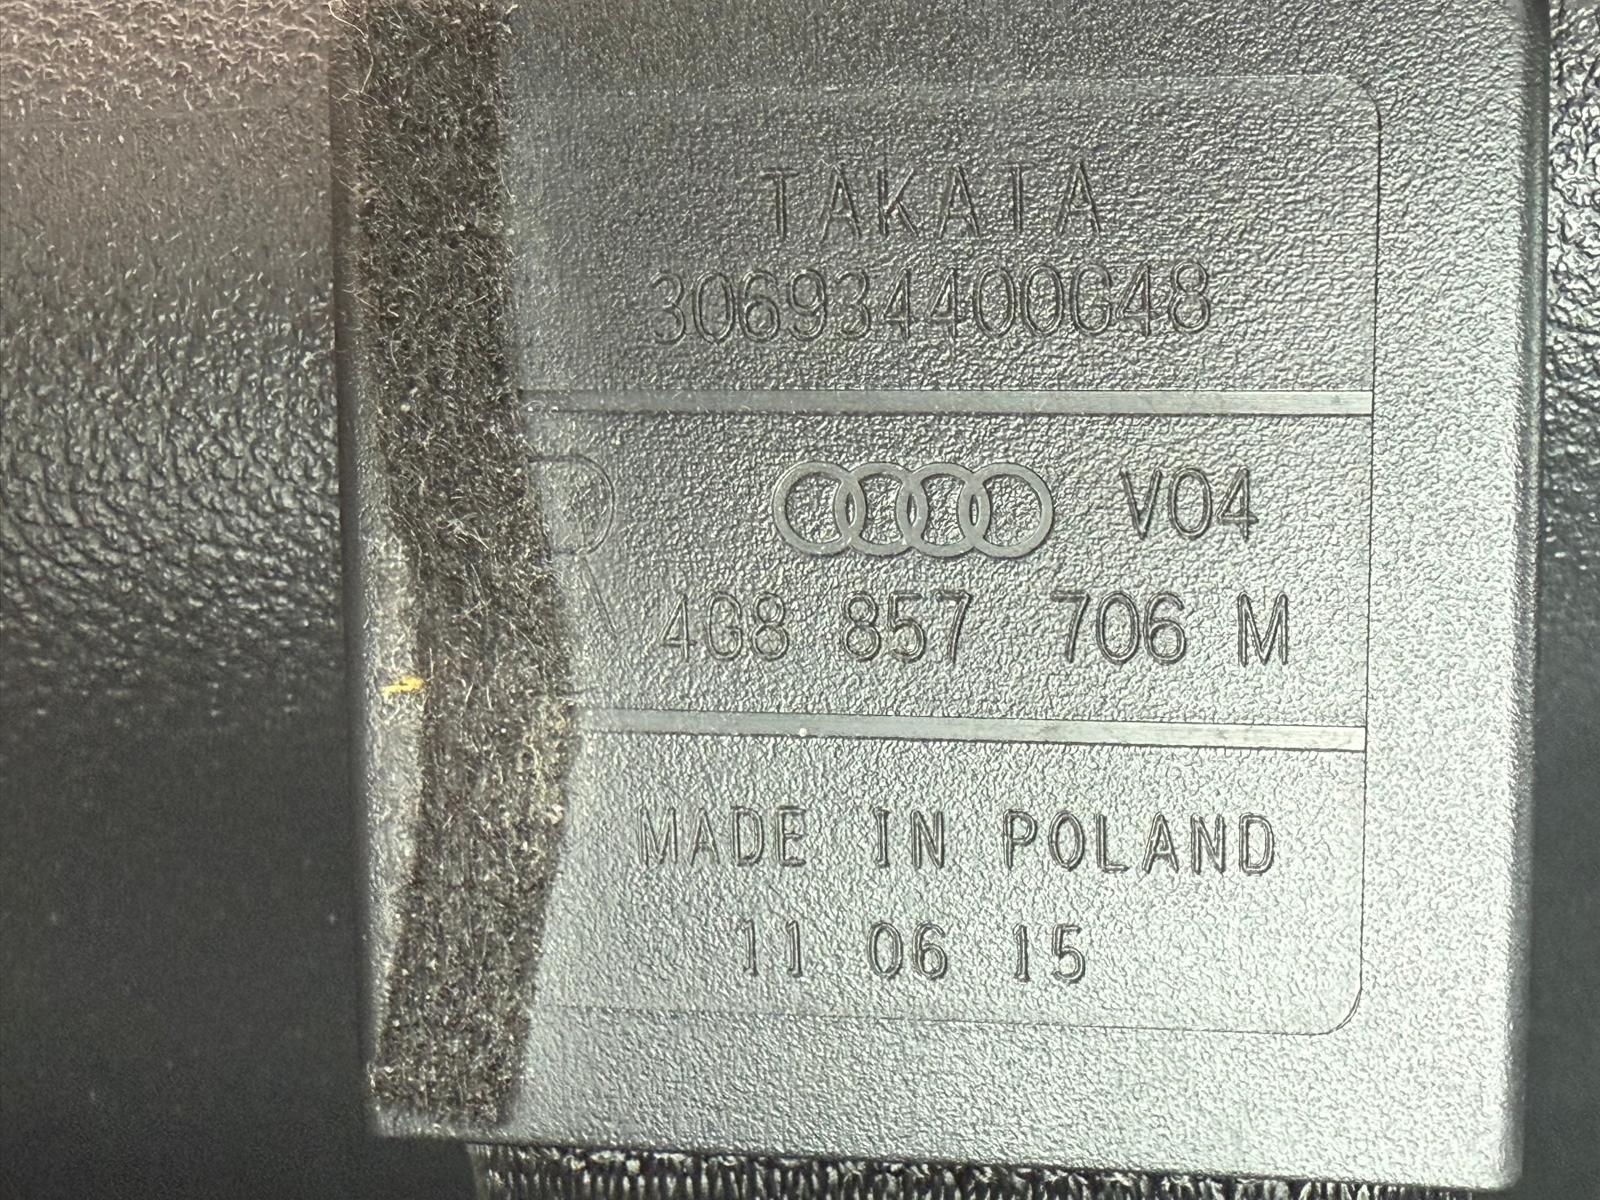 TAKATA
306934400G48
V04
R 4G8 857 706 M
MADE IN POLAND
11 06 15